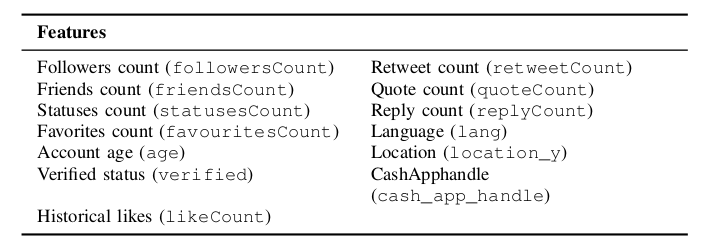 Features
Followers count (followersCount)
Friends count (friendsCount)
Statuses count (statusesCount)
Favorites count (favouritesCount)
Account age (age)
Verified status (verified)
Historical likes (likeCount)
Retweet count (retweetCount)
Quote count (quoteCount)
Reply count (replyCount)
Language (lang)
Location (location_y)
CashApphandle
(cash_app_handle)